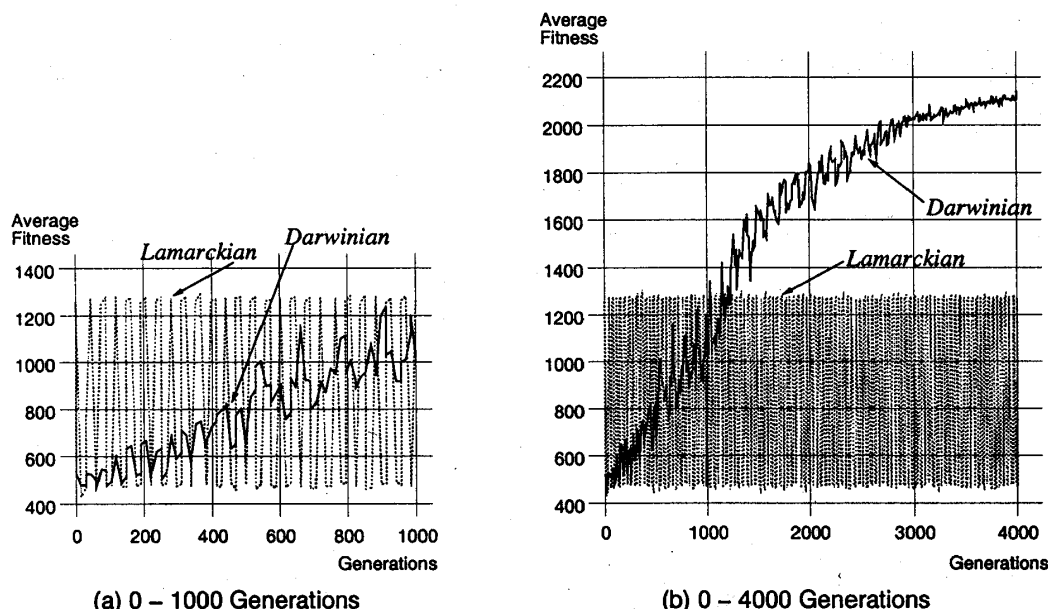 Average
Fitness
1400
1200
1000
800
600
400
0 200 400 600 800 1000
Generations
Lamarckian
Darwinian
(a) 0 – 1000 Generations
Average
Fitness
2200
2000
1800
1600
1400
1200
1000
800
600
400
0 1000 2000 3000 4000
Generations
Darwinian
Lamarckian
(b) 0 – 4000 Generations